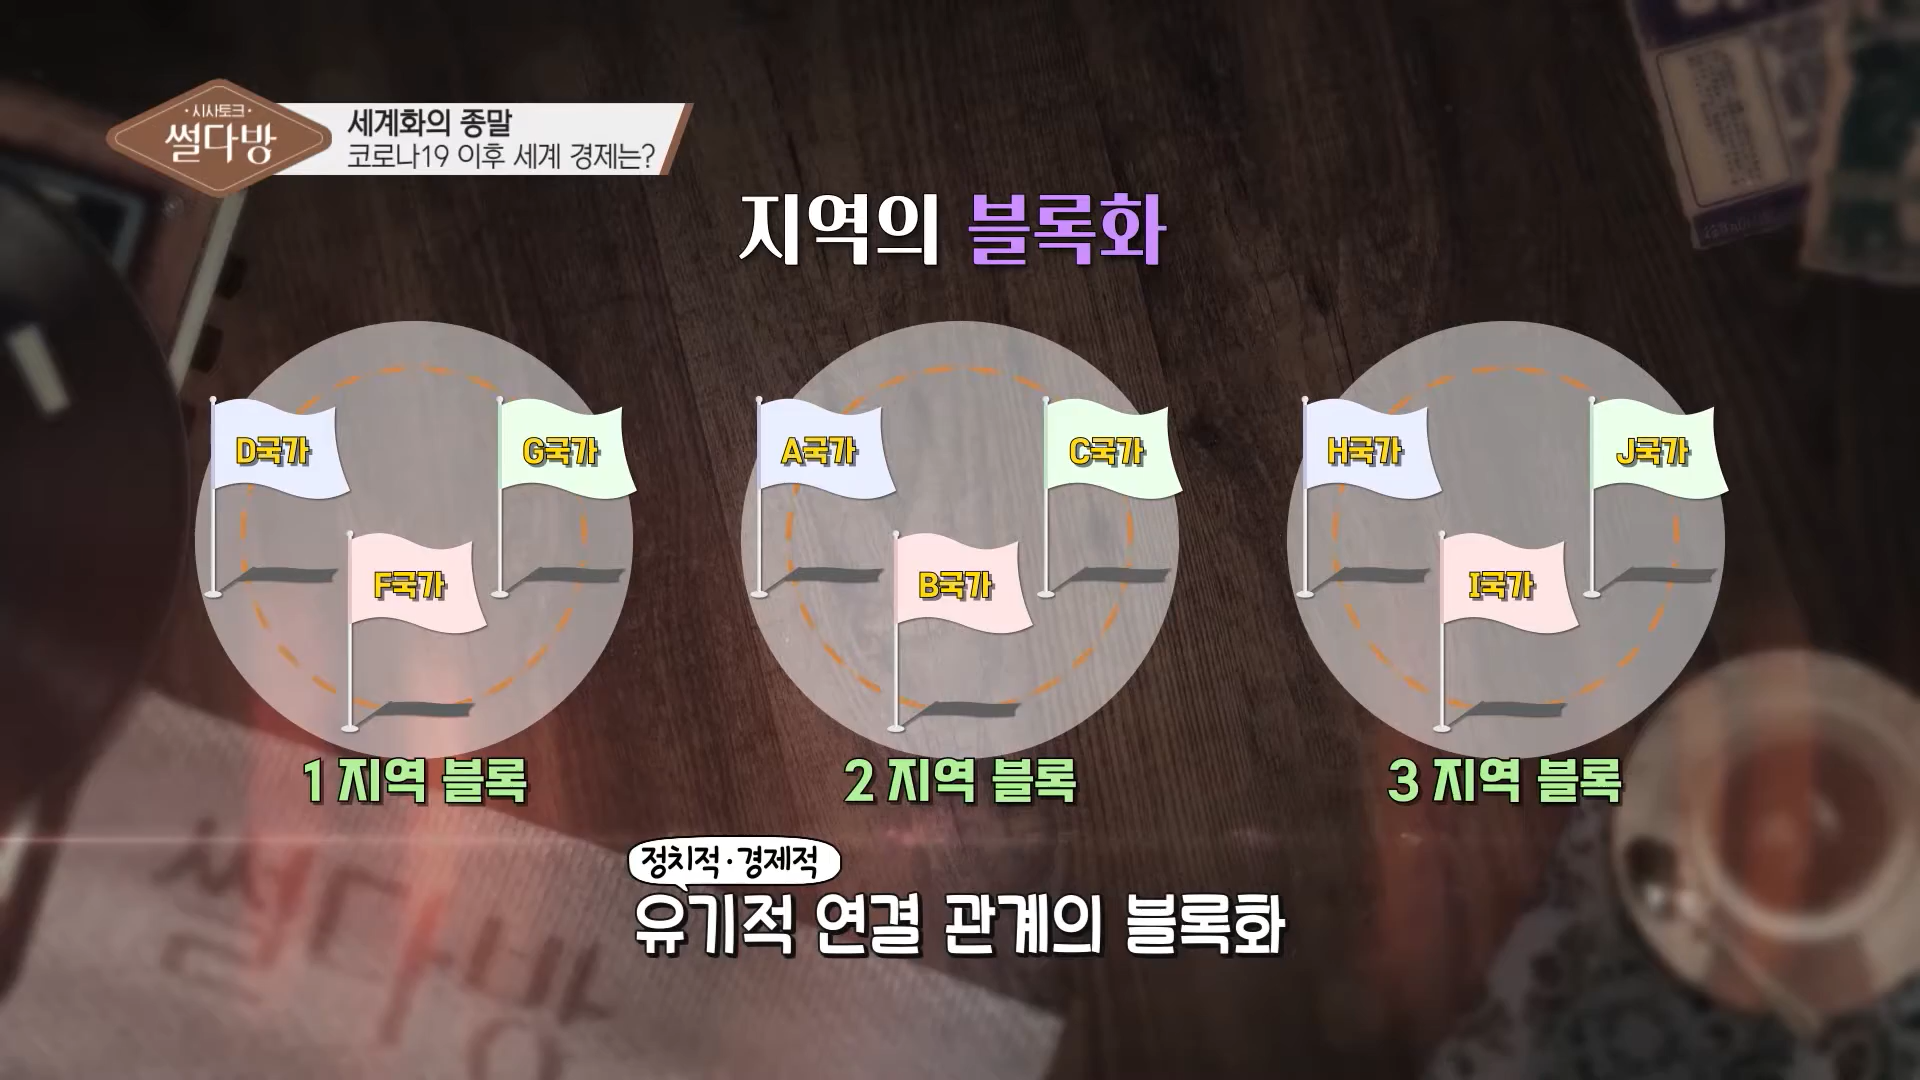 ·시사토크·
썰다방
세계화의 종말
코로나19 이후 세계 경제는?
지역의 블록화
D국가
G국가
F국가
A국가
C국가
B국가
H국가
J국가
I국가
1 지역 블록
2 지역 블록
3 지역 블록
정치적·경제적
유기적 연결 관계의 블록화
썰다방